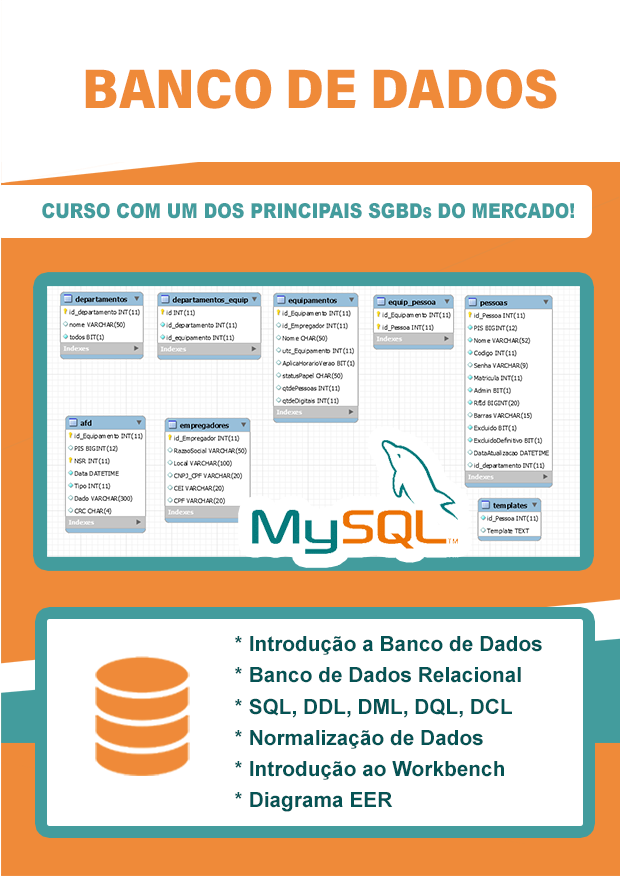 BANCO DE DADOS
CURSO COM UM DOS PRINCIPAIS SGBDs DO MERCADO!
departamentos
id_departamento INT(11)
nome VARCHAR(50)
todos BIT(1)
Indexes
departamentos_equip
id INT(11)
id_departamento INT(11)
id_equipamento INT(11)
Indexes
equipamentos
id_Equipamento INT(11)
id_Empregador INT(11)
Nome CHAR(50)
utc_Equipamento INT(11)
AplicaHorarioVerao BIT(1)
statusPapel CHAR(50)
qtdePessoas INT(11)
qtdeDigitais INT(11)
Indexes
equip_pessoa
id_Equipamento INT(11)
id_Pessoa INT(11)
Indexes
pessoas
id_Pessoa INT(11)
PIS BIGINT(12)
Nome VARCHAR(52)
Codigo INT(11)
Senha VARCHAR(9)
Matricula INT(11)
Admin BIT(1)
Rfid BIGINT(20)
Barras VARCHAR(15)
Excluido BIT(1)
ExcluidoDefinitivo BIT(1)
DataAtualizacao DATETIME
id_departamento INT(11)
Indexes
afd
id_Equipamento INT(11)
PIS BIGINT(12)
NSR INT(11)
Data DATETIME
Tipo INT(11)
Dado VARCHAR(300)
CRC CHAR(4)
Indexes
empregadores
id_Empregador INT(11)
RazaoSocial VARCHAR(50)
Local VARCHAR(100)
CNPJ_CPF VARCHAR(20)
CEI VARCHAR(20)
CPF VARCHAR(20)
Indexes
MySQL TM
templates
id_Pessoa INT(11)
Template TEXT
* Introdução a Banco de Dados
* Banco de Dados Relacional
* SQL, DDL, DML, DQL, DCL
* Normalização de Dados
* Introdução ao Workbench
* Diagrama EER